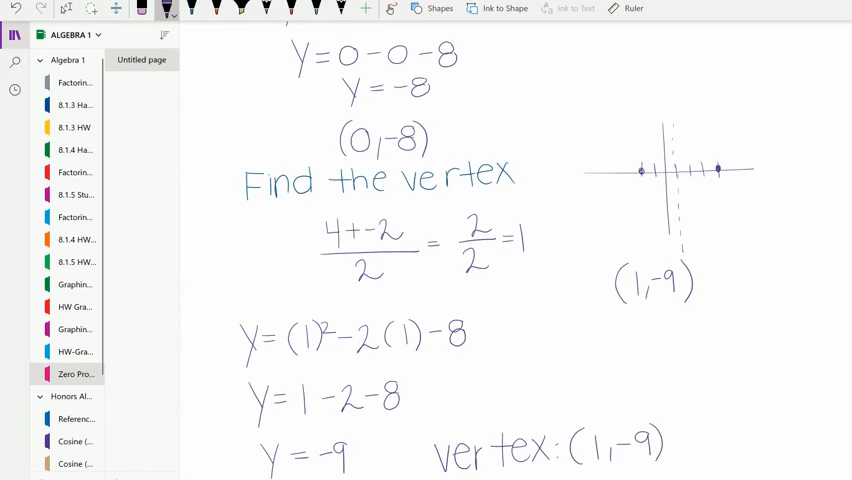 Shapes Ink to Shape Ink to Text Ruler
ALGEBRA 1
Algebra 1
Untitled page
Factorin...
8.1.3 Ha...
8.1.3 HW
8.1.4 Ha...
Factorin...
8.1.5 Stu...
Factorin...
8.1.4 HW...
8.1.5 HW...
Graphin...
HW Gra...
Graphin...
HW-Gra...
Zero Pro...
Honors Al...
Referenc...
Cosine (...
Cosine (...
y = 0 - 0 - 8
y = -8
(0, -8)
Find the vertex
4 + -2 / 2 = 2 / 2 = 1
(1, -9)
y = (1)² - 2(1) - 8
y = 1 - 2 - 8
y = -9
vertex: (1, -9)